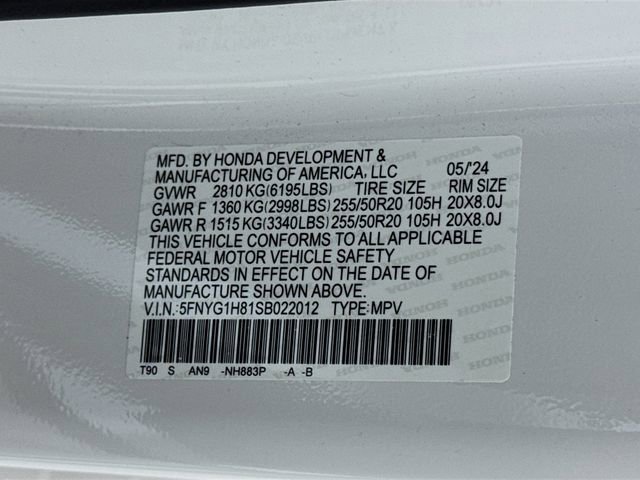 MFD. BY HONDA DEVELOPMENT &
MANUFACTURING OF AMERICA, LLC 05/'24
GVWR 2810 KG(6195LBS) TIRE SIZE RIM SIZE
GAWR F 1360 KG(2998LBS) 255/50R20 105H 20X8.0J
GAWR R 1515 KG(3340LBS) 255/50R20 105H 20X8.0J
THIS VEHICLE CONFORMS TO ALL APPLICABLE
FEDERAL MOTOR VEHICLE SAFETY
STANDARDS IN EFFECT ON THE DATE OF
MANUFACTURE SHOWN ABOVE.
V.I.N.:5FNYG1H81SB022012 TYPE:MPV
T90 S AN9 -NH883P -A -B